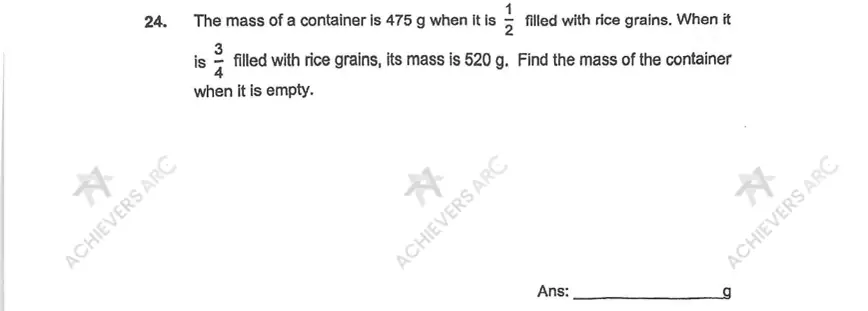 24. The mass of a container is 475 g when it is 1/2 filled with rice grains. When it
is 3/4 filled with rice grains, its mass is 520 g. Find the mass of the container
when it is empty.
ACHIEVERS ARC ACHIEVERS ARC ACHIEVERS ARC
Ans: ____________________g